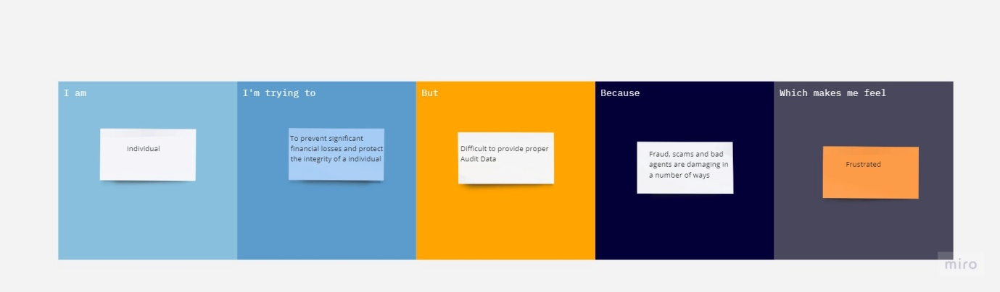 I am
I'm trying to
But
Because
Which makes me feel
Individual
To prevent significant
financial losses and protect
the integrity of a individual
Difficult to provide proper
Audit Data
Fraud, scams and bad
agents are damaging in
a number of ways
Frustrated
miro